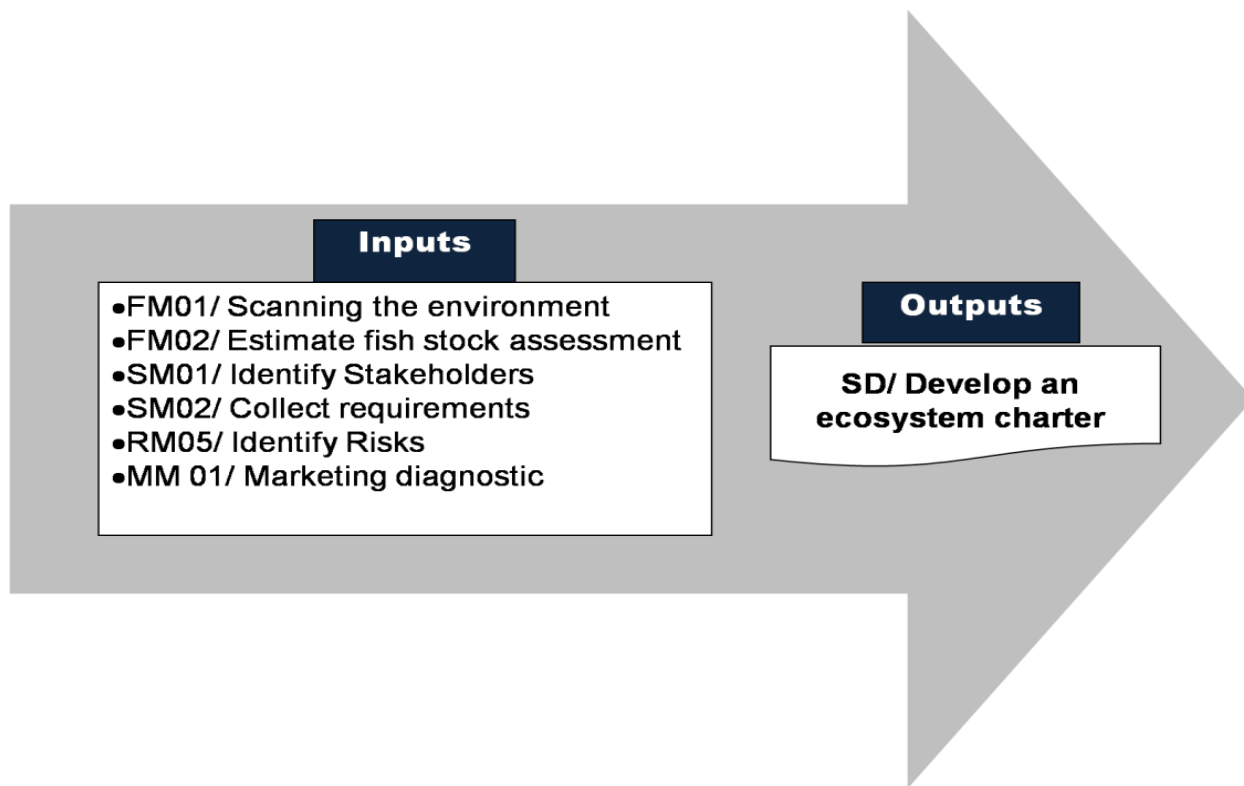 Inputs
•FM01/ Scanning the environment
•FM02/ Estimate fish stock assessment
•SM01/ Identify Stakeholders
•SM02/ Collect requirements
•RM05/ Identify Risks
•MM 01/ Marketing diagnostic
Outputs
SD/ Develop an
ecosystem charter